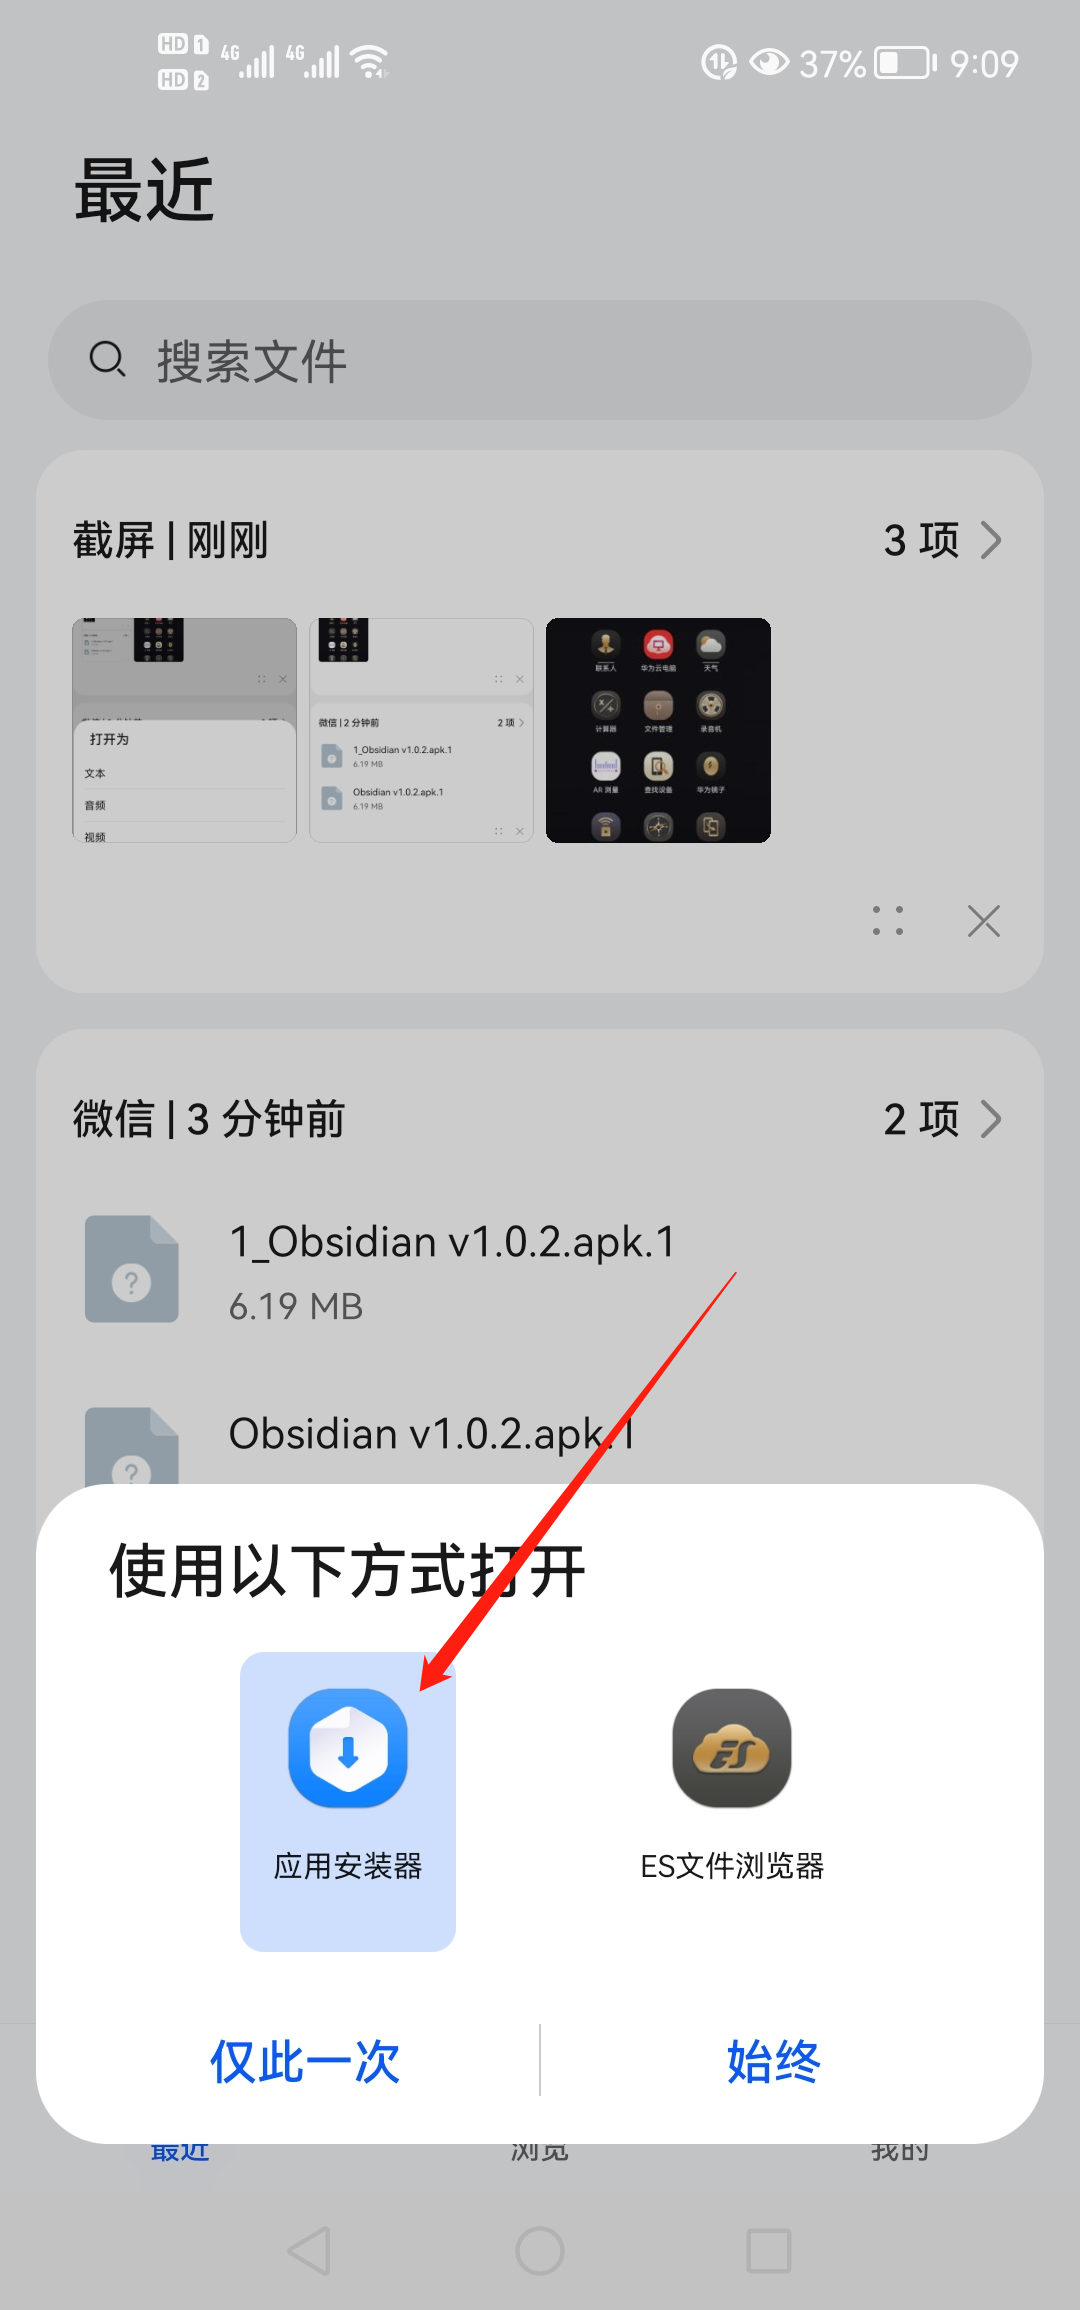 HD 1 4G 4G 37% 9:09
HD 2
最近
搜索文件
截屏 | 刚刚
3 项
打开为
文本
音频
视频
微信 | 2 分钟前 2 项
1_Obsidian v1.0.2.apk.1
6.19 MB
Obsidian v1.0.2.apk.1
6.19 MB
联系人 华为云电脑 天气
计算器 文件管理 录音机
AR 测量 查找设备 华为镜子
微信 | 3 分钟前
2 项
1_Obsidian v1.0.2.apk.1
6.19 MB
Obsidian v1.0.2.apk.1
使用以下方式打开
ES
应用安装器
ES文件浏览器
仅此一次
始终
最近
浏览
我的